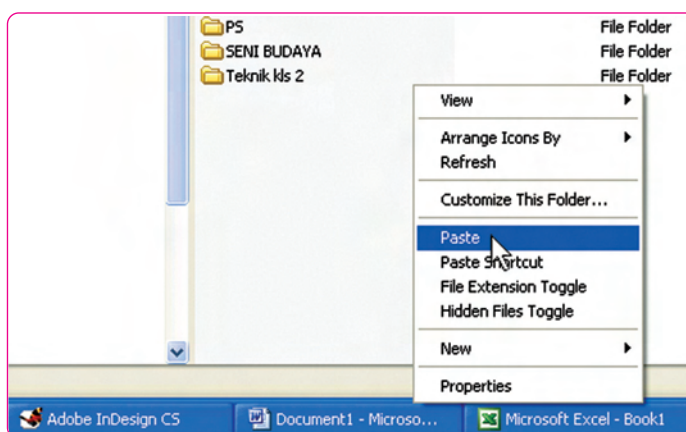 PS File Folder
SENI BUDAYA File Folder
Teknik kls 2 File Folder
View
Arrange Icons By
Refresh
Customize This Folder...
Paste
Paste Shortcut
File Extension Toggle
Hidden Files Toggle
New
Properties
Adobe InDesign CS Document1 - Microso... Microsoft Excel - Book1